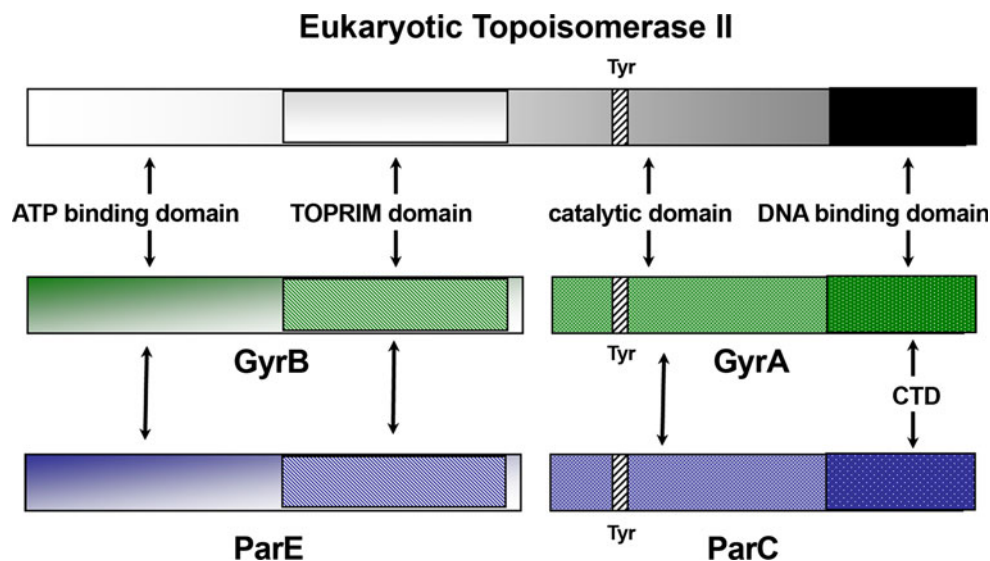 Eukaryotic Topoisomerase II
Tyr
ATP binding domain
TOPRIM domain
catalytic domain
DNA binding domain
GyrB
Tyr
GyrA
CTD
ParE
Tyr
ParC